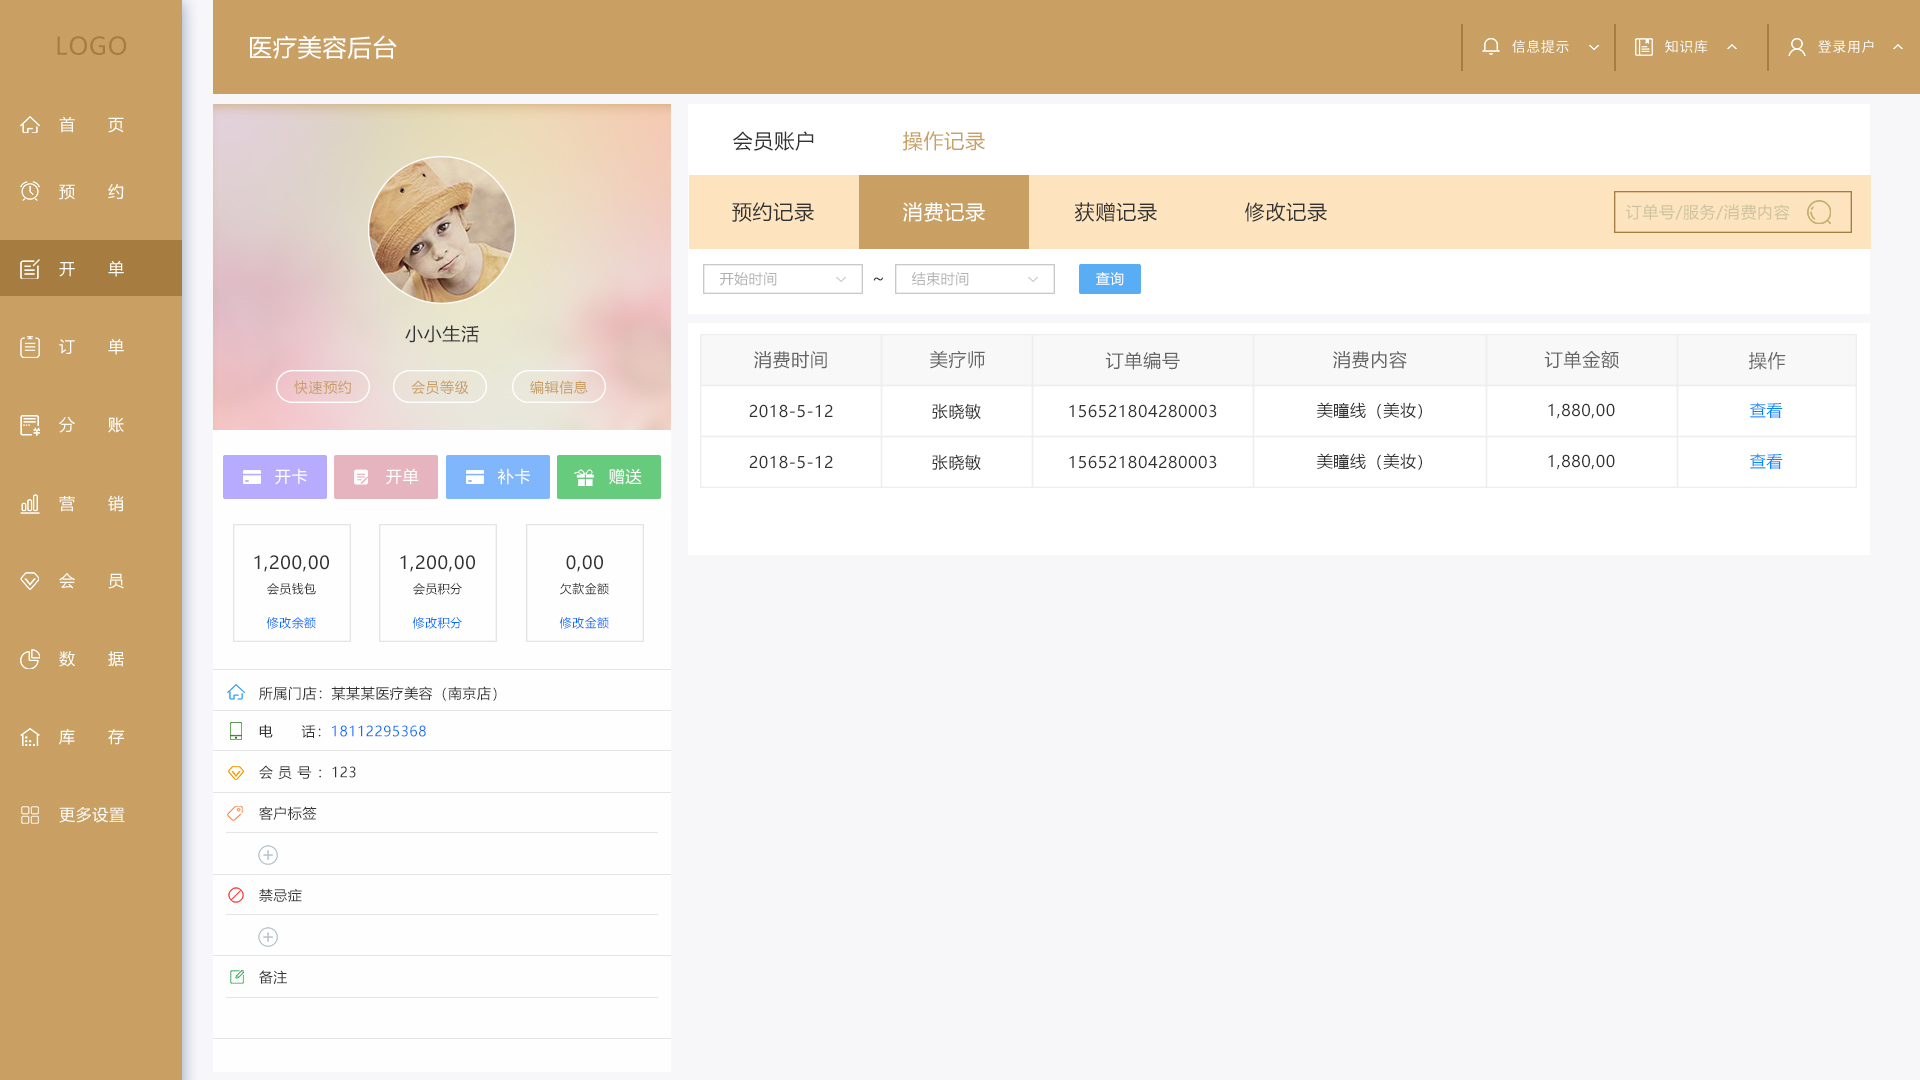 LOGO
首 页
预 约
开 单
订 单
分 账
营 销
会 员
数 据
库 存
更多设置
医疗美容后台
信息提示
知识库
登录用户
小小生活
快速预约 会员等级 编辑信息
开卡 开单 补卡 赠送
1,200,00 1,200,00 0,00
会员钱包 会员积分 欠款金额
修改余额 修改积分 修改金额
所属门店：某某某医疗美容（南京店）
电 话：18112295368
会 员 号 ：123
客户标签
禁忌症
备注
会员账户 操作记录
预约记录 消费记录 获赠记录 修改记录 订单号/服务/消费内容
开始时间 ~ 结束时间 查询
消费时间 美疗师 订单编号 消费内容 订单金额 操作
2018-5-12 张晓敏 156521804280003 美瞳线（美妆） 1,880,00 查看
2018-5-12 张晓敏 156521804280003 美瞳线（美妆） 1,880,00 查看